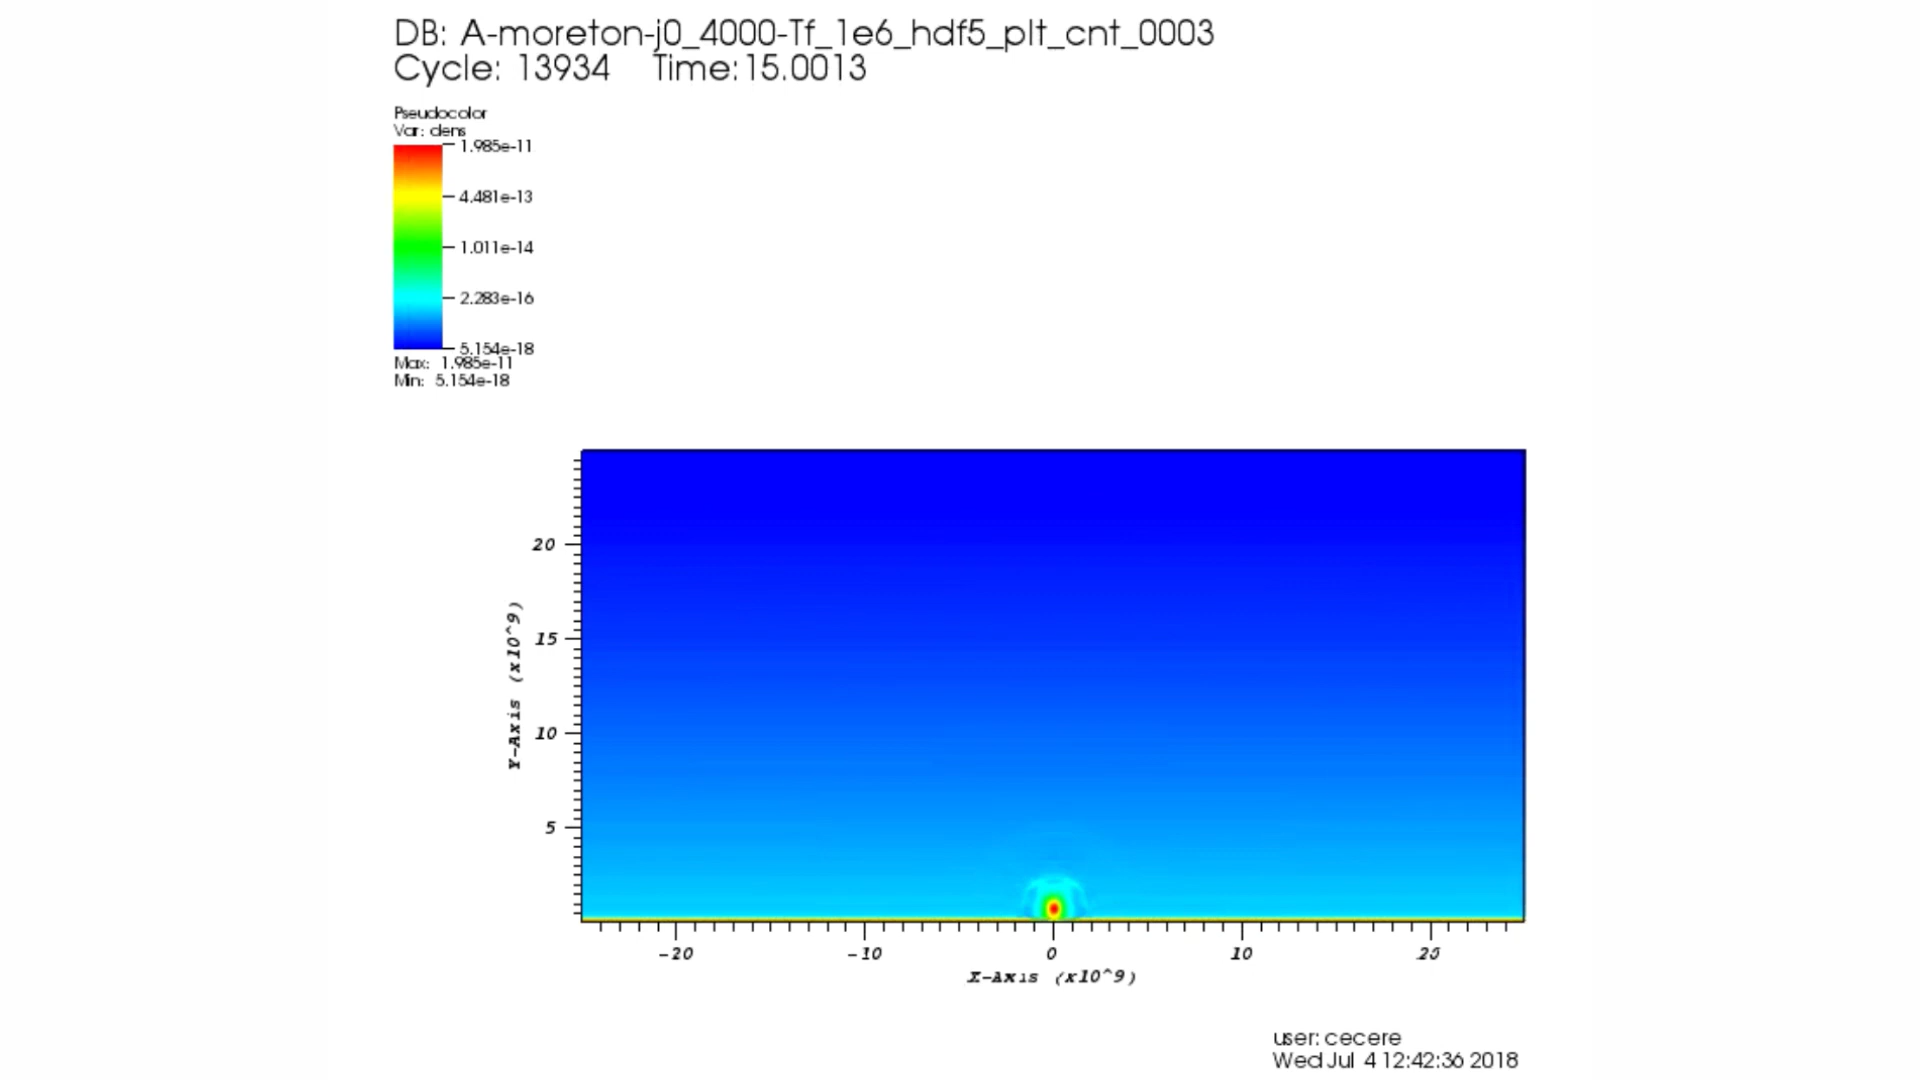 DB: A-moreton-j0_4000-Tf_1e6_hdf5_plt_cnt_0003
Cycle: 13934 Time:15.0013
Pseudocolor
Var: dens
1.985e-11
4.481e-13
1.011e-14
2.283e-16
5.154e-18
Max: 1.985e-11
Min: 5.154e-18
20
15
10
5
Y-Axis (x10^9)
-20 -10 0 10 20
X-Axis (x10^9)
user: cecere
Wed Jul 4 12:42:36 2018